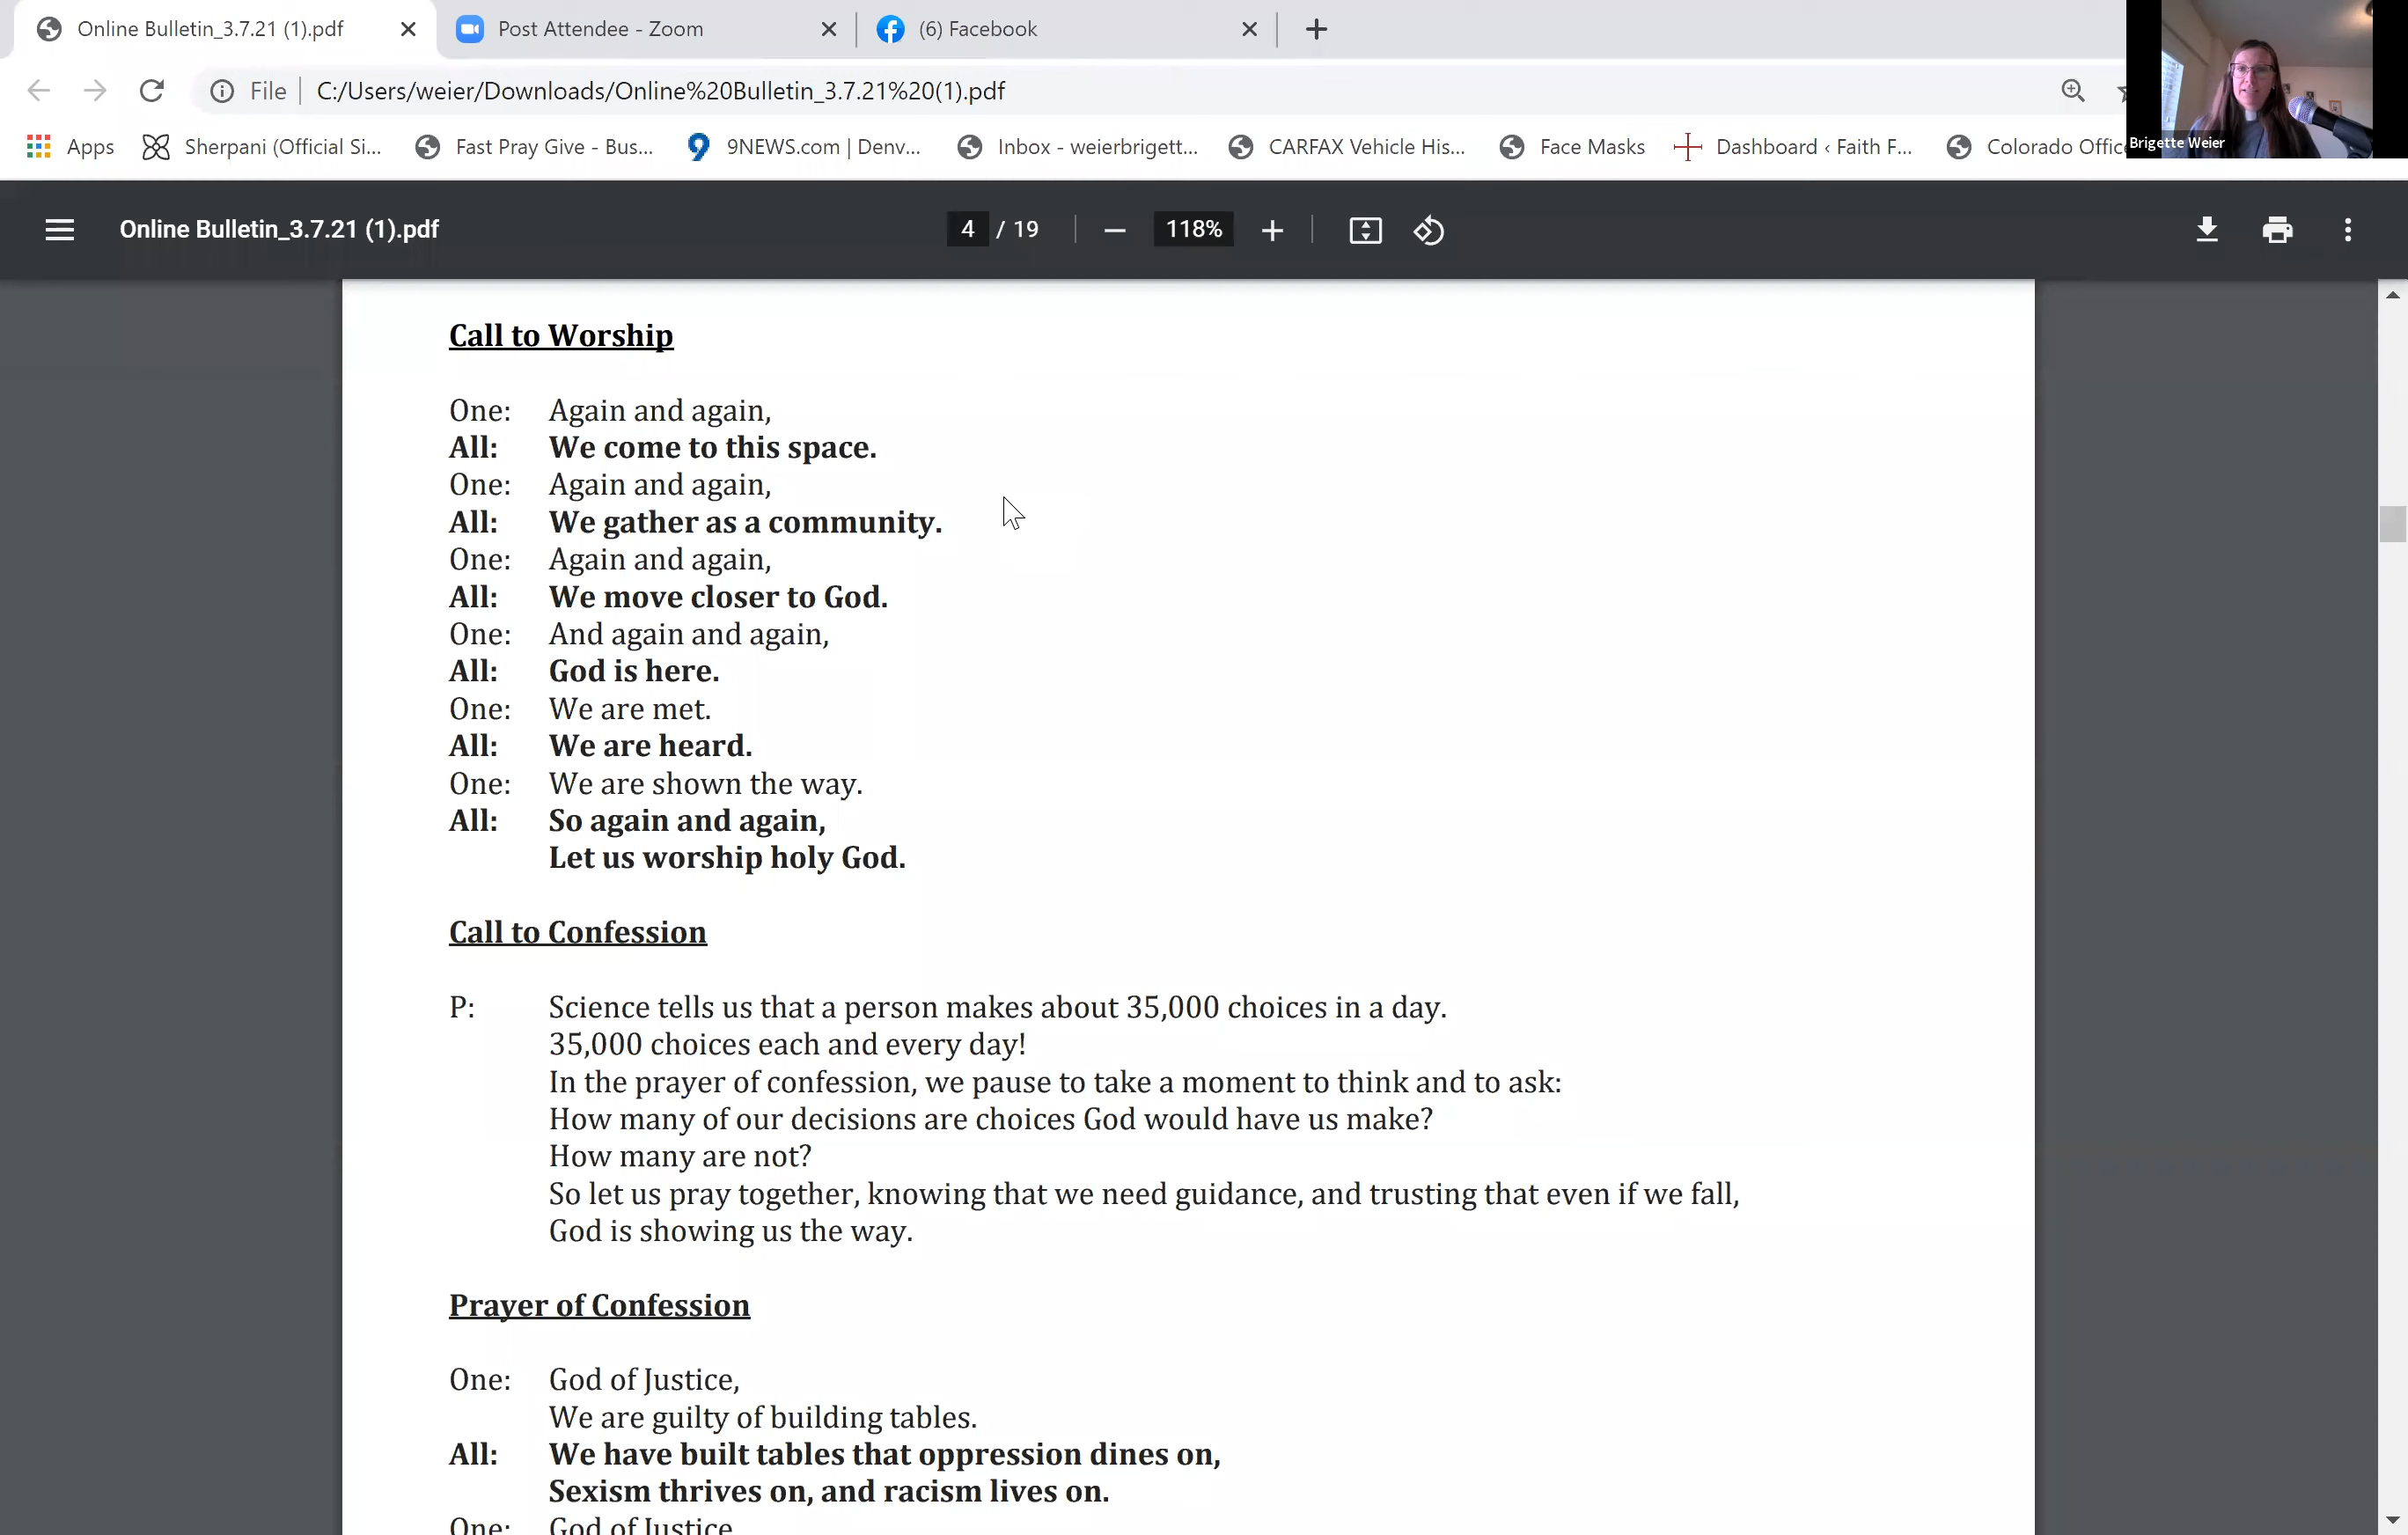 Online Bulletin_3.7.21 (1).pdf
Post Attendee - Zoom
(6) Facebook
File
C:/Users/weier/Downloads/Online%20Bulletin_3.7.21%20(1).pdf
Apps
Sherpani (Official Si...
Fast Pray Give - Bus...
9NEWS.com | Denv...
Inbox - weierbrigett...
CARFAX Vehicle His...
Face Masks
Dashboard ‹ Faith F...
Colorado Offic
Brigette Weier
Online Bulletin_3.7.21 (1).pdf
4 / 19
118%
Call to Worship
One: Again and again,
All: We come to this space.
One: Again and again,
All: We gather as a community.
One: Again and again,
All: We move closer to God.
One: And again and again,
All: God is here.
One: We are met.
All: We are heard.
One: We are shown the way.
All: So again and again,
Let us worship holy God.
Call to Confession
P: Science tells us that a person makes about 35,000 choices in a day.
35,000 choices each and every day!
In the prayer of confession, we pause to take a moment to think and to ask:
How many of our decisions are choices God would have us make?
How many are not?
So let us pray together, knowing that we need guidance, and trusting that even if we fall,
God is showing us the way.
Prayer of Confession
One: God of Justice,
We are guilty of building tables.
All: We have built tables that oppression dines on,
Sexism thrives on, and racism lives on.
One: God of Justice